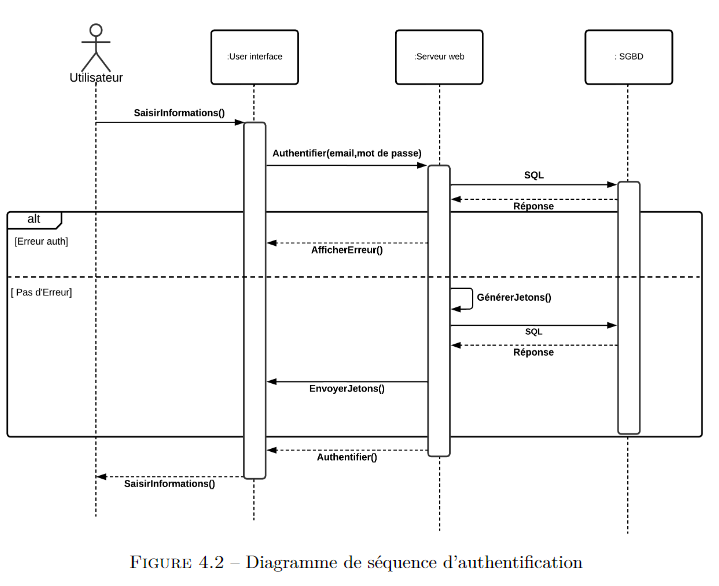 Utilisateur
:User interface
:Serveur web
: SGBD
SaisirInformations()
Authentifier(email,mot de passe)
SQL
Réponse
alt
[Erreur auth]
AfficherErreur()
[ Pas d'Erreur]
GénérerJetons()
SQL
Réponse
EnvoyerJetons()
Authentifier()
SaisirInformations()
FIGURE 4.2 – Diagramme de séquence d'authentification